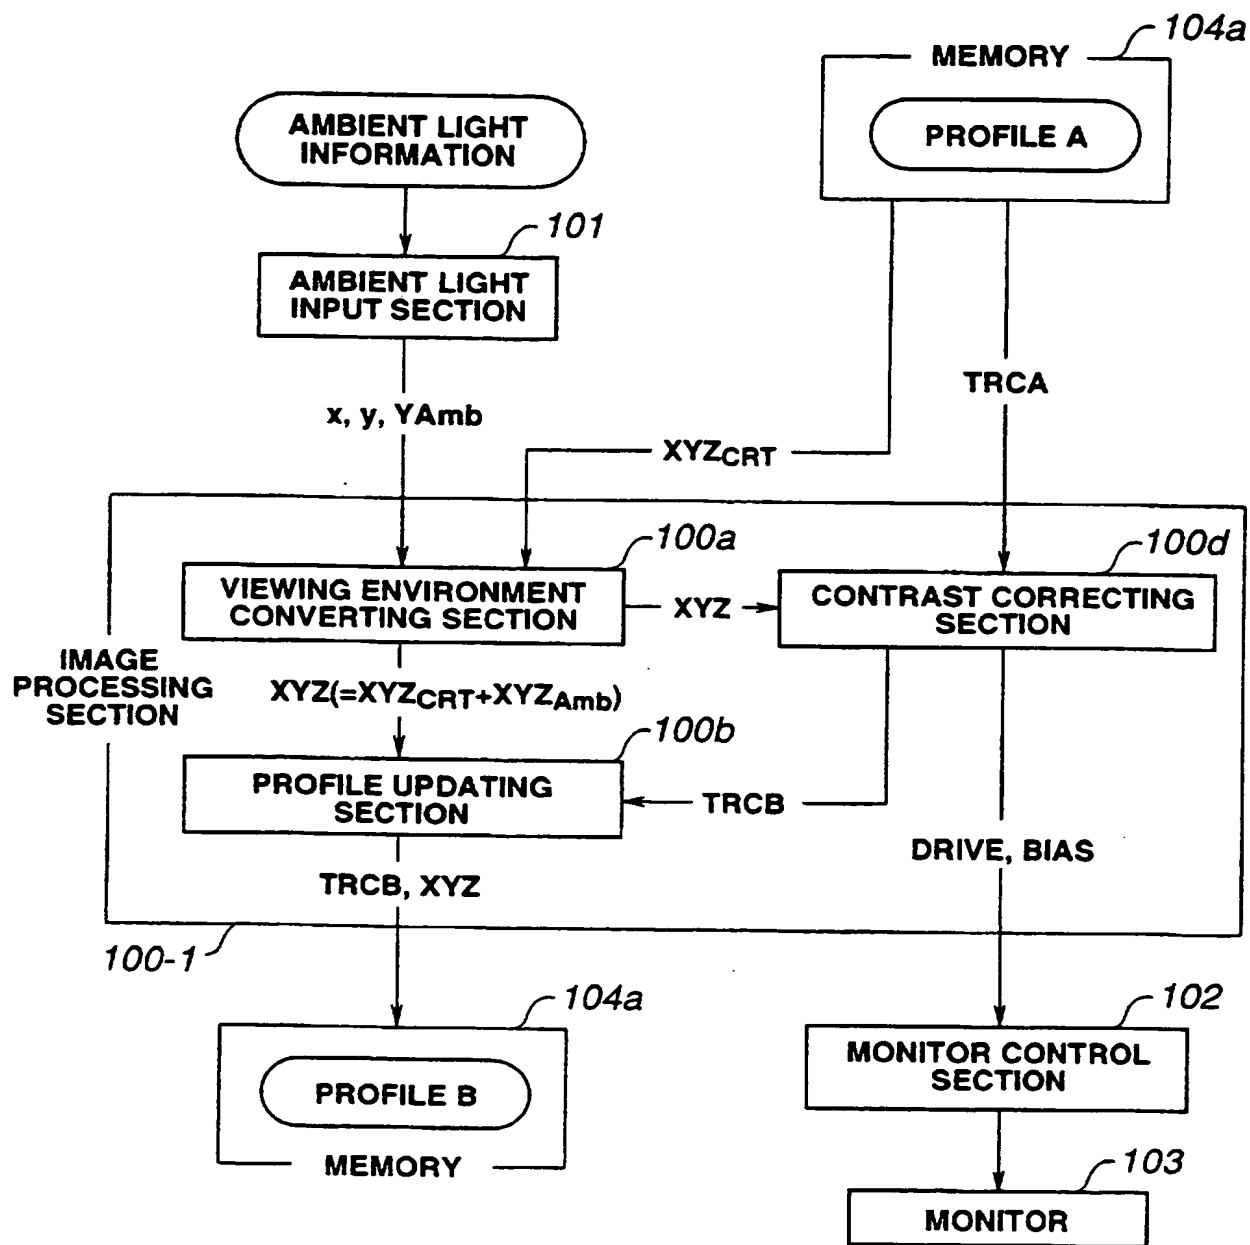 104a
MEMORY
PROFILE A
AMBIENT LIGHT
INFORMATION
101
AMBIENT LIGHT
INPUT SECTION
TRCA
x, y, YAmb
XYZCRT
100a
100d
VIEWING ENVIRONMENT
CONVERTING SECTION
XYZ
CONTRAST CORRECTING
SECTION
IMAGE
PROCESSING
SECTION
XYZ(=XYZCRT+XYZAmb)
100b
PROFILE UPDATING
SECTION
TRCB
DRIVE, BIAS
TRCB, XYZ
100-1
104a
102
PROFILE B
MEMORY
MONITOR CONTROL
SECTION
103
MONITOR